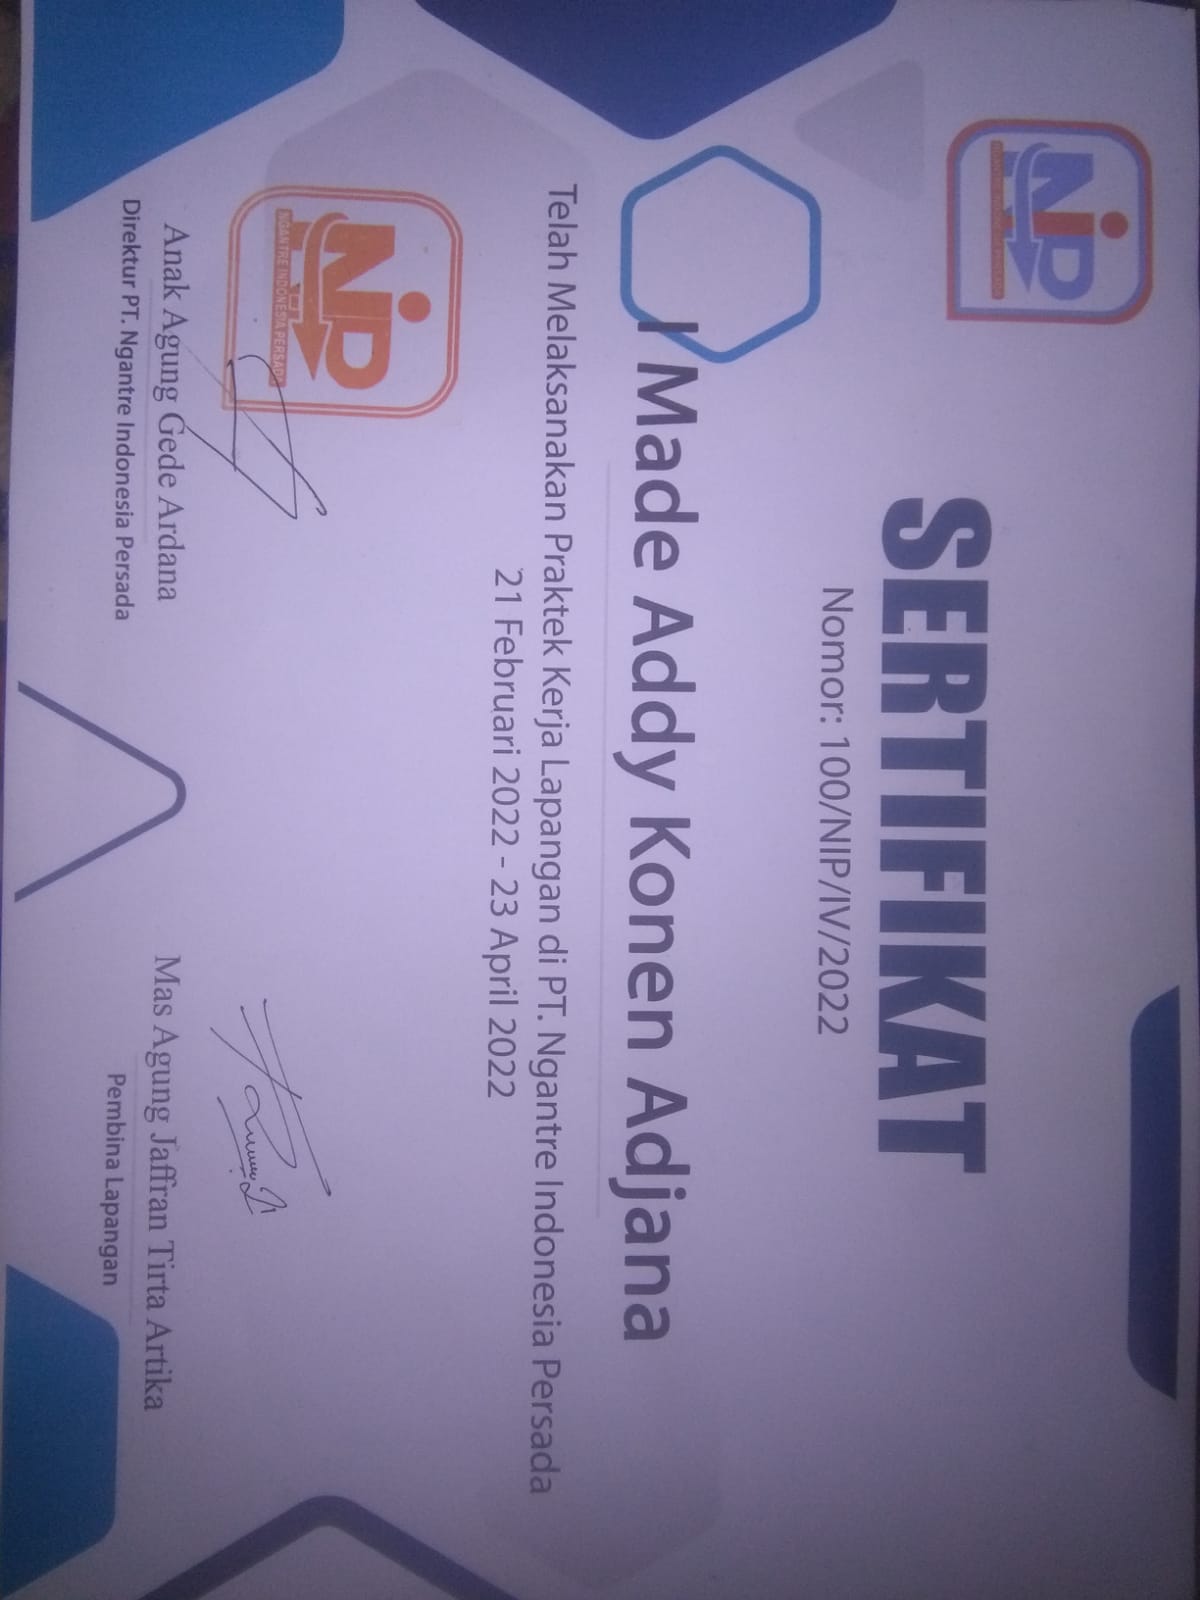 NIP
NGANTRE INDONESIA PERSADA
SERTIFIKAT
Nomor: 100/NIP/IV/2022
I Made Addy Konen Adjana
Telah Melaksanakan Praktek Kerja Lapangan di PT. Ngantre Indonesia Persada
21 Februari 2022 - 23 April 2022
NIP
NGANTRE INDONESIA PERSADA
Anak Agung Gede Ardana
Direktur PT. Ngantre Indonesia Persada
Mas Agung Jaffran Tirta Artika
Pembina Lapangan